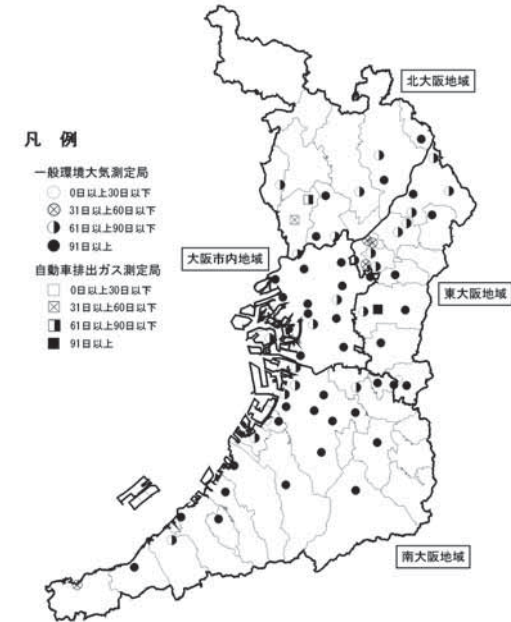 北大阪地域
凡 例
一般環境大気測定局
0日以上30日以下
31日以上60日以下
61日以上90日以下
91日以上
大阪市内地域
自動車排出ガス測定局
0日以上30日以下
31日以上60日以下
61日以上90日以下
91日以上
東大阪地域
南大阪地域